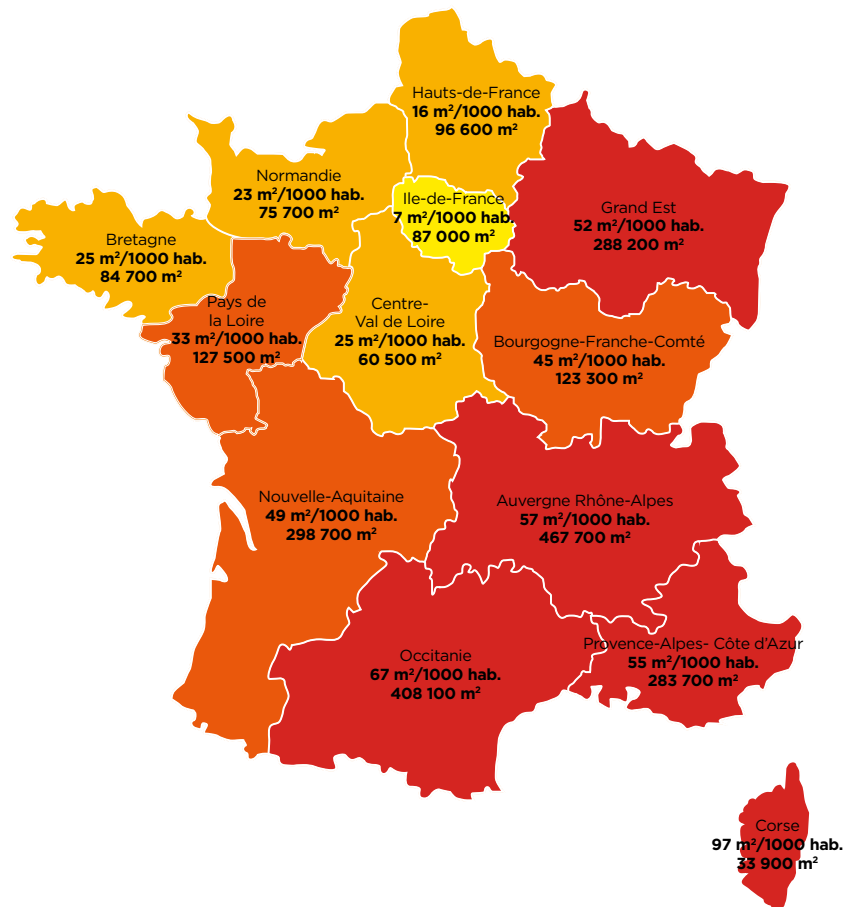 Hauts-de-France
16 m²/1000 hab.
96 600 m²
Normandie
23 m²/1000 hab.
75 700 m²
Ile-de-France
7 m²/1000 hab.
87 000 m²
Grand Est
52 m²/1000 hab.
288 200 m²
Bretagne
25 m²/1000 hab.
84 700 m²
Pays de
la Loire
33 m²/1000 hab.
127 500 m²
Centre-
Val de Loire
25 m²/1000 hab.
60 500 m²
Bourgogne-Franche-Comté
45 m²/1000 hab.
123 300 m²
Nouvelle-Aquitaine
49 m²/1000 hab.
298 700 m²
Auvergne Rhône-Alpes
57 m²/1000 hab.
467 700 m²
Occitanie
67 m²/1000 hab.
408 100 m²
Provence-Alpes- Côte d'Azur
55 m²/1000 hab.
283 700 m²
Corse
97 m²/1000 hab.
33 900 m²